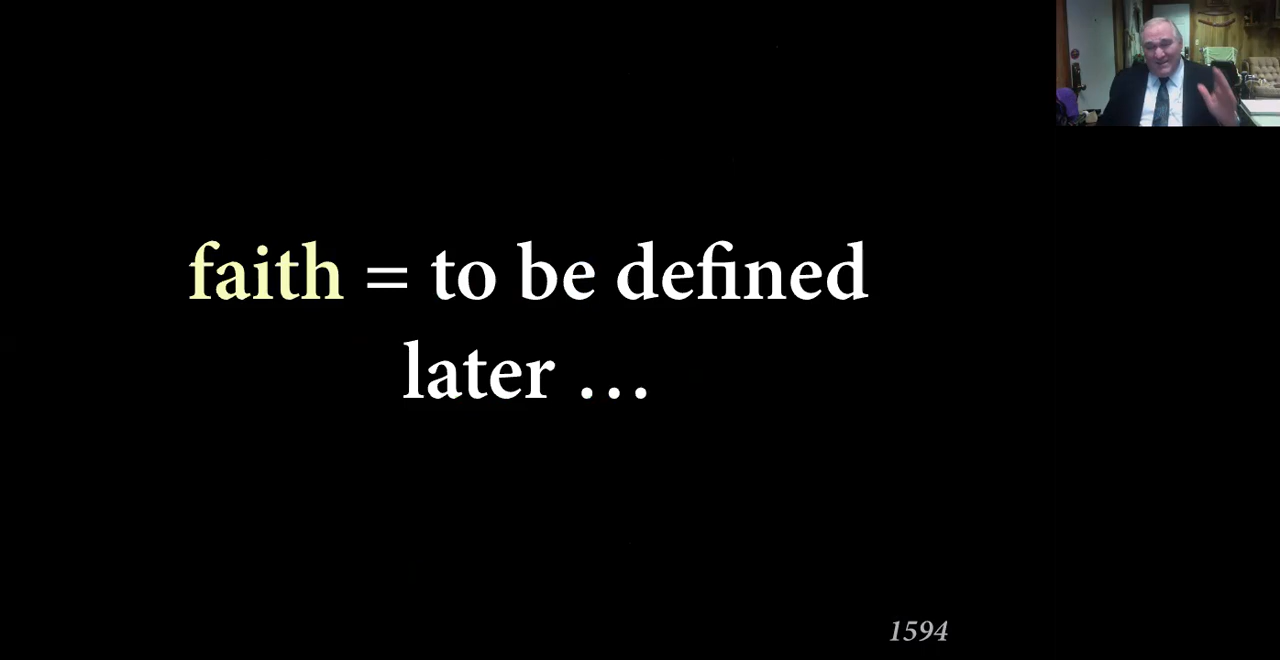 faith = to be defined
later …
1594